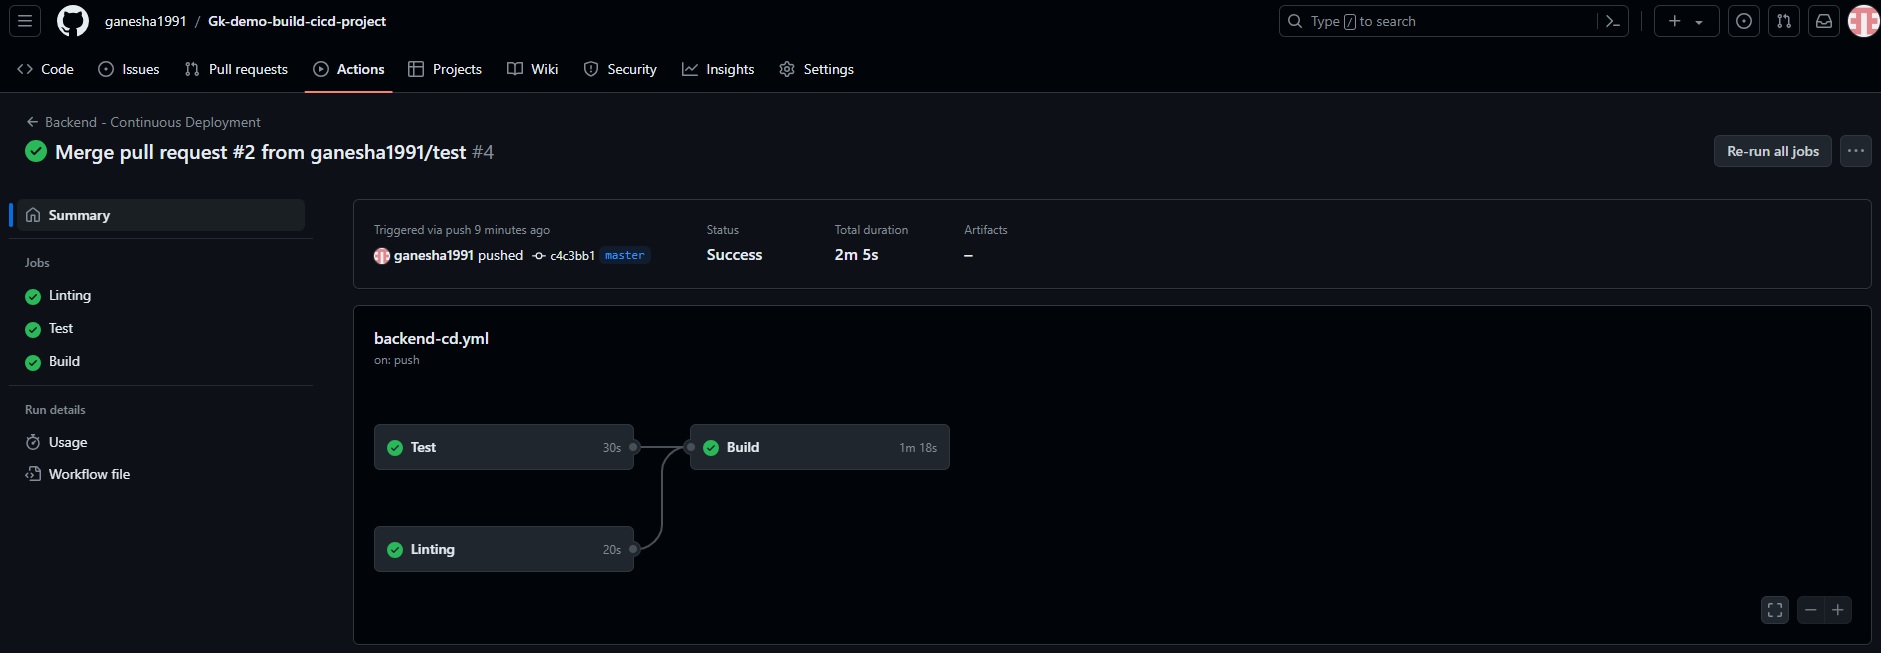 ganesha1991 / Gk-demo-build-cicd-project
Type / to search
Code Issues Pull requests Actions Projects Wiki Security Insights Settings
Backend - Continuous Deployment
Merge pull request #2 from ganesha1991/test #4
Re-run all jobs
Summary
Jobs
Linting
Test
Build
Run details
Usage
Workflow file
Triggered via push 9 minutes ago
ganesha1991 pushed c4c3bb1 master
Status
Success
Total duration
2m 5s
Artifacts
–
backend-cd.yml
on: push
Test 30s
Build 1m 18s
Linting 20s